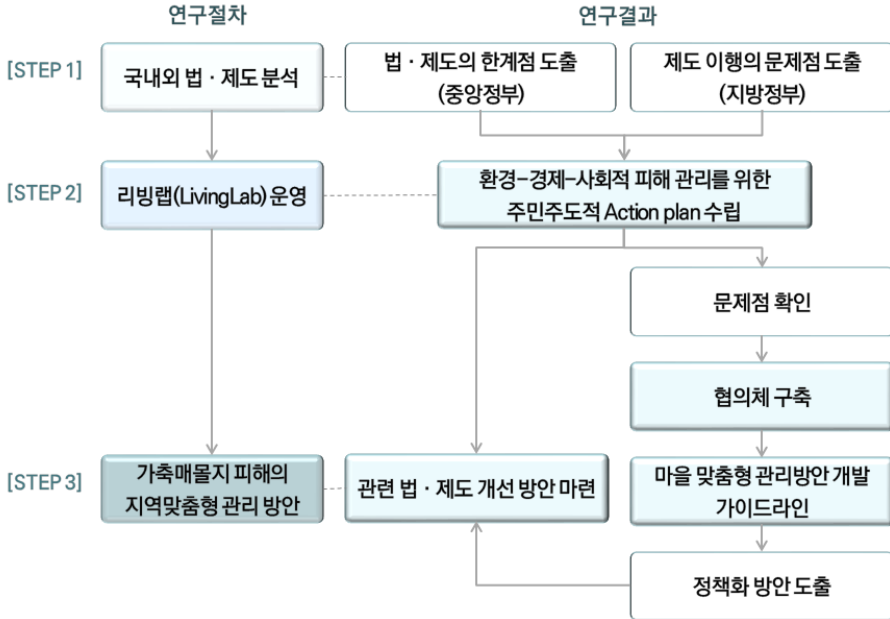 연구절차
연구결과
[STEP 1]
국내외 법 · 제도 분석
법 · 제도의 한계점 도출
(중앙정부)
제도 이행의 문제점 도출
(지방정부)
[STEP 2]
리빙랩(LivingLab) 운영
환경-경제-사회적 피해 관리를 위한
주민주도적 Action plan 수립
문제점 확인
협의체 구축
[STEP 3]
가축매몰지 피해의
지역맞춤형 관리 방안
관련 법 · 제도 개선 방안 마련
마을 맞춤형 관리방안 개발
가이드라인
정책화 방안 도출